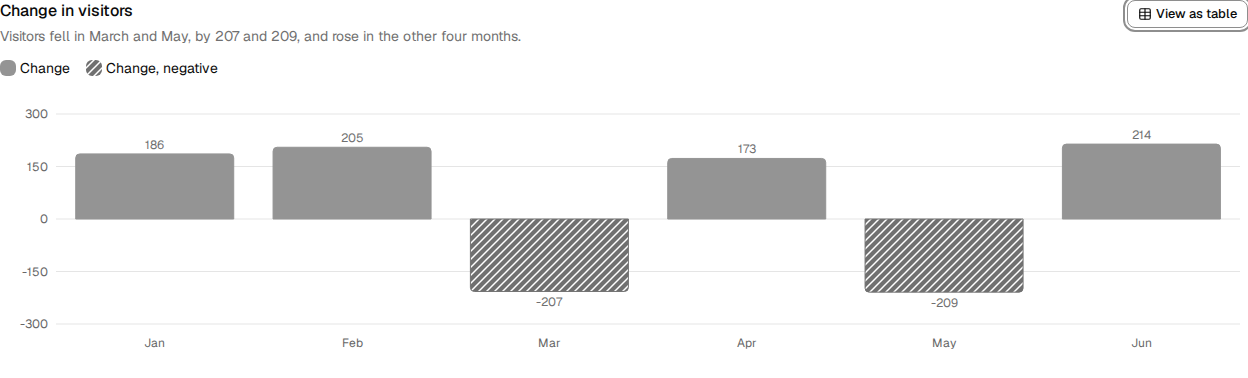 Change in visitors
View as table
Visitors fell in March and May, by 207 and 209, and rose in the other four months.
Change
Change, negative
300
150
0
-150
-300
186
205
-207
173
-209
214
Jan
Feb
Mar
Apr
May
Jun